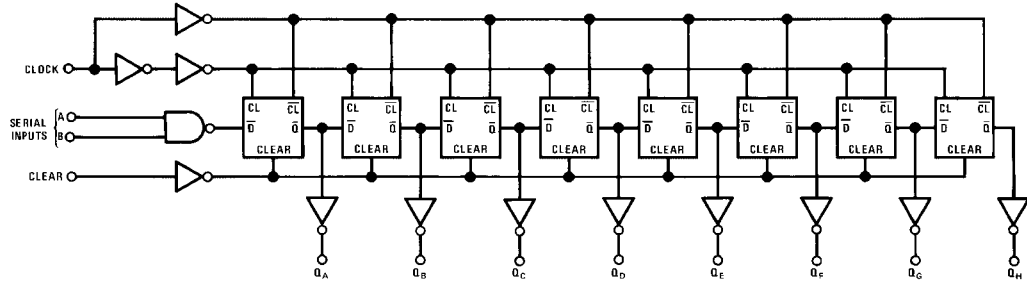 CLOCK
CL C̅L̅ CL C̅L̅ CL C̅L̅ CL C̅L̅ CL C̅L̅ CL C̅L̅ CL C̅L̅ CL C̅L̅
SERIAL INPUTS { A
B
D̅ Q̅ D̅ Q̅ D̅ Q̅ D̅ Q̅ D̅ Q̅ D̅ Q̅ D̅ Q̅ D̅ Q̅
CLEAR CLEAR CLEAR CLEAR CLEAR CLEAR CLEAR CLEAR
CLEAR
QA QB QC QD QE QF QG QH